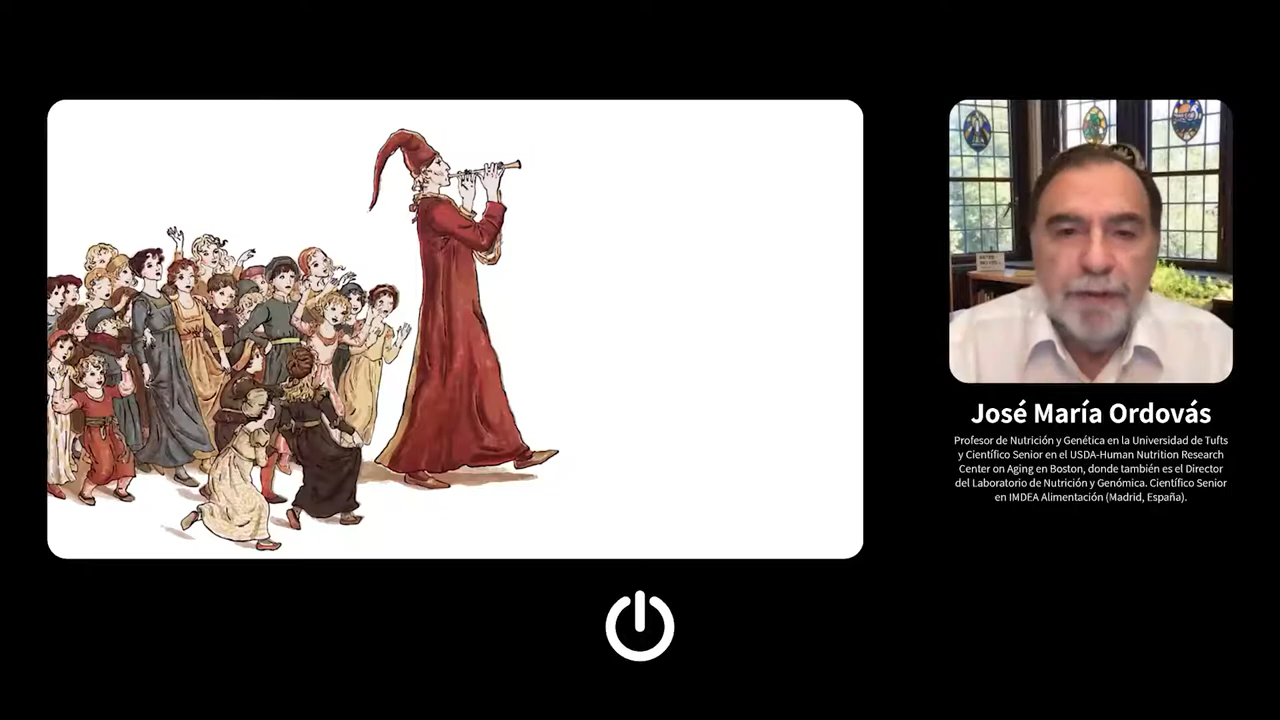 José María Ordovás
Profesor de Nutrición y Genética en la Universidad de Tufts
y Científico Senior en el USDA-Human Nutrition Research
Center on Aging en Boston, donde también es el Director
del Laboratorio de Nutrición y Genómica. Científico Senior
en IMDEA Alimentación (Madrid, España).